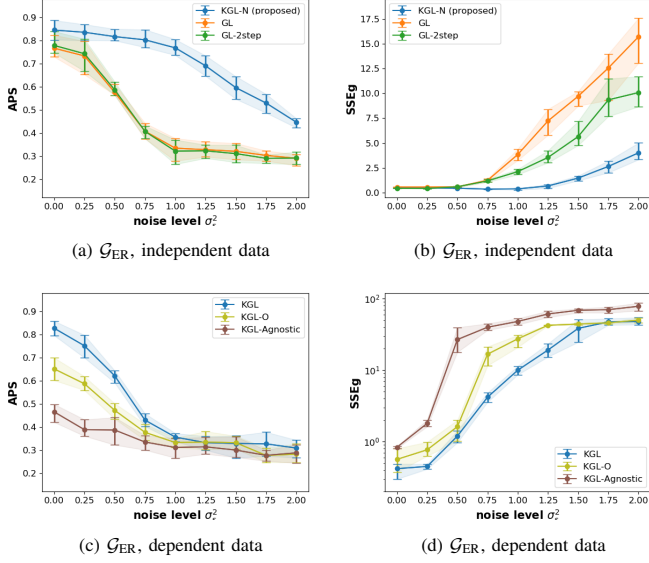 KGL-N (proposed)
GL
GL-2step
APS
0.9
0.8
0.7
0.6
0.5
0.4
0.3
0.2
0.00 0.25 0.50 0.75 1.00 1.25 1.50 1.75 2.00
noise level σ²ₑ
(a) 𝒢ER, independent data
KGL-N (proposed)
GL
GL-2step
SSEg
17.5
15.0
12.5
10.0
7.5
5.0
2.5
0.0
0.00 0.25 0.50 0.75 1.00 1.25 1.50 1.75 2.00
noise level σ²ₑ
(b) 𝒢ER, independent data
KGL
KGL-O
KGL-Agnostic
APS
0.9
0.8
0.7
0.6
0.5
0.4
0.3
0.2
0.00 0.25 0.50 0.75 1.00 1.25 1.50 1.75 2.00
noise level σ²ₑ
(c) 𝒢ER, dependent data
SSEg
10²
10¹
10⁰
KGL
KGL-O
KGL-Agnostic
0.00 0.25 0.50 0.75 1.00 1.25 1.50 1.75 2.00
noise level σ²ₑ
(d) 𝒢ER, dependent data